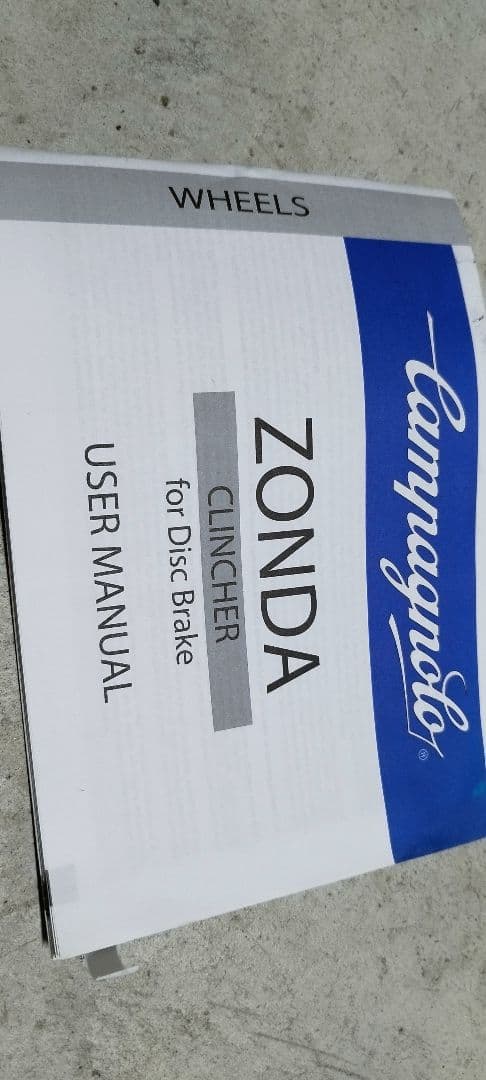 WHEELS
Campagnolo®
ZONDA
CLINCHER
for Disc Brake
USER MANUAL